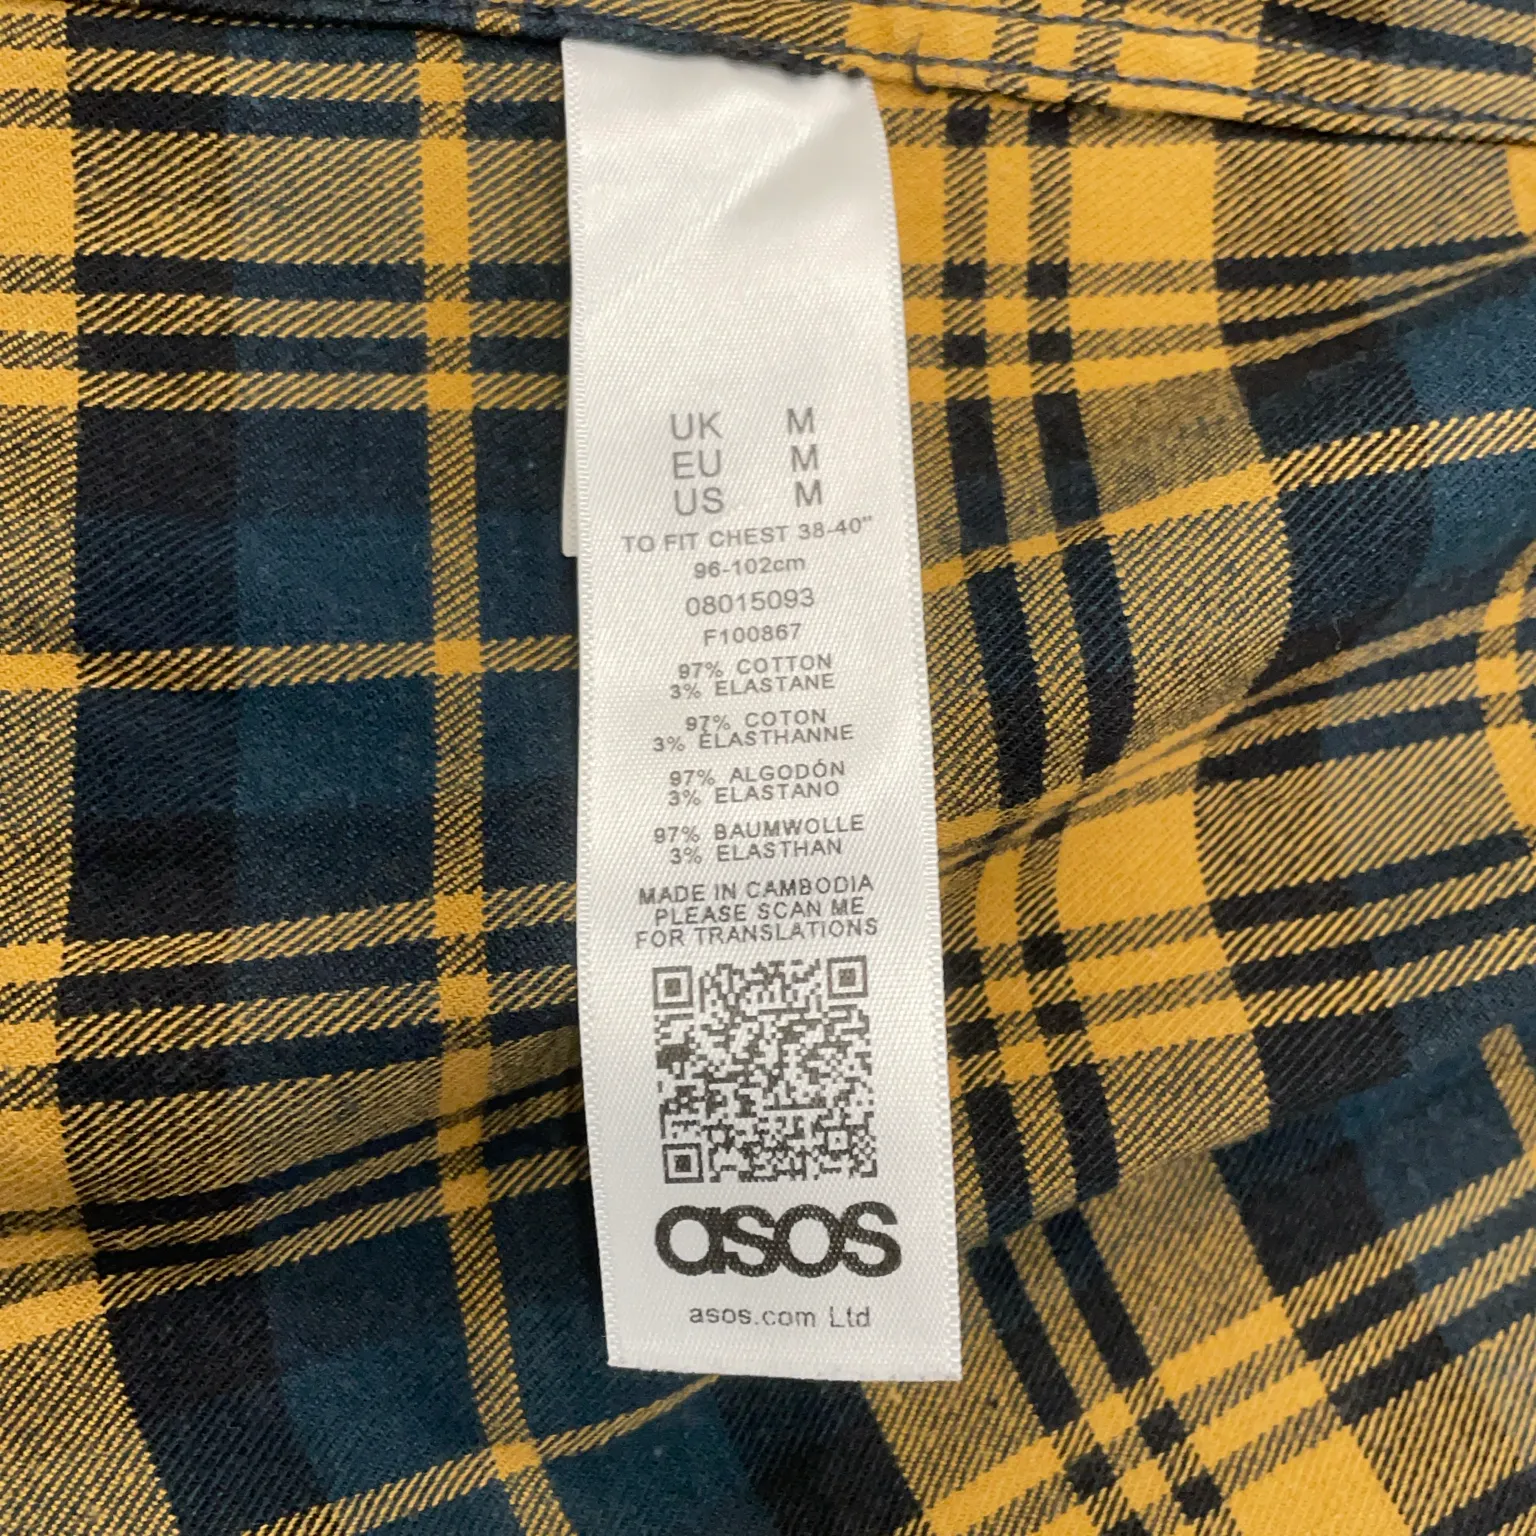 UK M
EU M
US M
TO FIT CHEST 38-40"
96-102cm
08015093
F100867
97% COTTON
3% ELASTANE
97% COTON
3% ÉLASTHANNE
97% ALGODÓN
3% ELASTANO
97% BAUMWOLLE
3% ELASTHAN
MADE IN CAMBODIA
PLEASE SCAN ME
FOR TRANSLATIONS
asos
asos.com Ltd